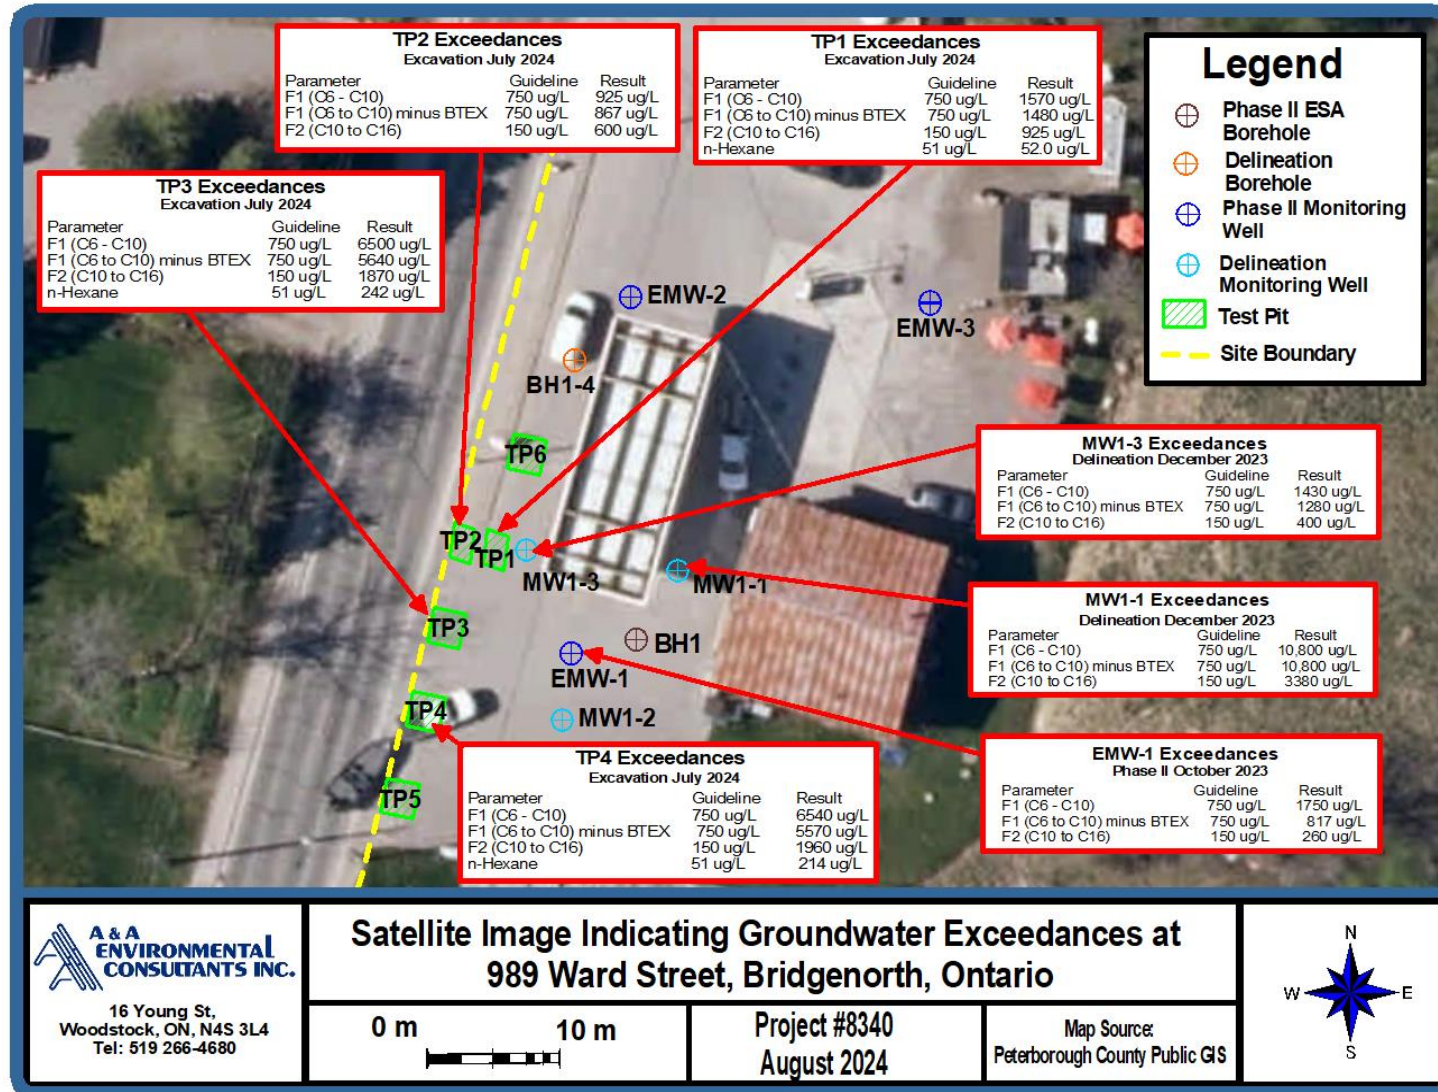 TP2 Exceedances
Excavation July 2024
Parameter Guideline Result
F1 (C6 - C10) 750 ug/L 925 ug/L
F1 (C6 to C10) minus BTEX 750 ug/L 867 ug/L
F2 (C10 to C16) 150 ug/L 600 ug/L
TP1 Exceedances
Excavation July 2024
Parameter Guideline Result
F1 (C6 - C10) 750 ug/L 1570 ug/L
F1 (C6 to C10) minus BTEX 750 ug/L 1480 ug/L
F2 (C10 to C16) 150 ug/L 925 ug/L
n-Hexane 51 ug/L 52.0 ug/L
Legend
Phase II ESA
Borehole
Delineation
Borehole
Phase II Monitoring
Well
Delineation
Monitoring Well
Test Pit
Site Boundary
TP3 Exceedances
Excavation July 2024
Parameter Guideline Result
F1 (C6 - C10) 750 ug/L 6500 ug/L
F1 (C6 to C10) minus BTEX 750 ug/L 5640 ug/L
F2 (C10 to C16) 150 ug/L 1870 ug/L
n-Hexane 51 ug/L 242 ug/L
EMW-2
EMW-3
BH1-4
TP6
TP2
TP1
MW1-3
MW1-1
TP3
BH1
EMW-1
TP4
MW1-2
TP5
MW1-3 Exceedances
Delineation December 2023
Parameter Guideline Result
F1 (C6 - C10) 750 ug/L 1430 ug/L
F1 (C6 to C10) minus BTEX 750 ug/L 1280 ug/L
F2 (C10 to C16) 150 ug/L 400 ug/L
MW1-1 Exceedances
Delineation December 2023
Parameter Guideline Result
F1 (C6 - C10) 750 ug/L 10,800 ug/L
F1 (C6 to C10) minus BTEX 750 ug/L 10,800 ug/L
F2 (C10 to C16) 150 ug/L 3380 ug/L
TP4 Exceedances
Excavation July 2024
Parameter Guideline Result
F1 (C6 - C10) 750 ug/L 6540 ug/L
F1 (C6 to C10) minus BTEX 750 ug/L 5570 ug/L
F2 (C10 to C16) 150 ug/L 1960 ug/L
n-Hexane 51 ug/L 214 ug/L
EMW-1 Exceedances
Phase II October 2023
Parameter Guideline Result
F1 (C6 - C10) 750 ug/L 1750 ug/L
F1 (C6 to C10) minus BTEX 750 ug/L 817 ug/L
F2 (C10 to C16) 150 ug/L 260 ug/L
A & A
ENVIRONMENTAL
CONSULTANTS INC.
16 Young St,
Woodstock, ON, N4S 3L4
Tel: 519 266-4680
Satellite Image Indicating Groundwater Exceedances at
989 Ward Street, Bridgenorth, Ontario
0 m 10 m
Project #8340
August 2024
Map Source:
Peterborough County Public GIS
N
W E
S